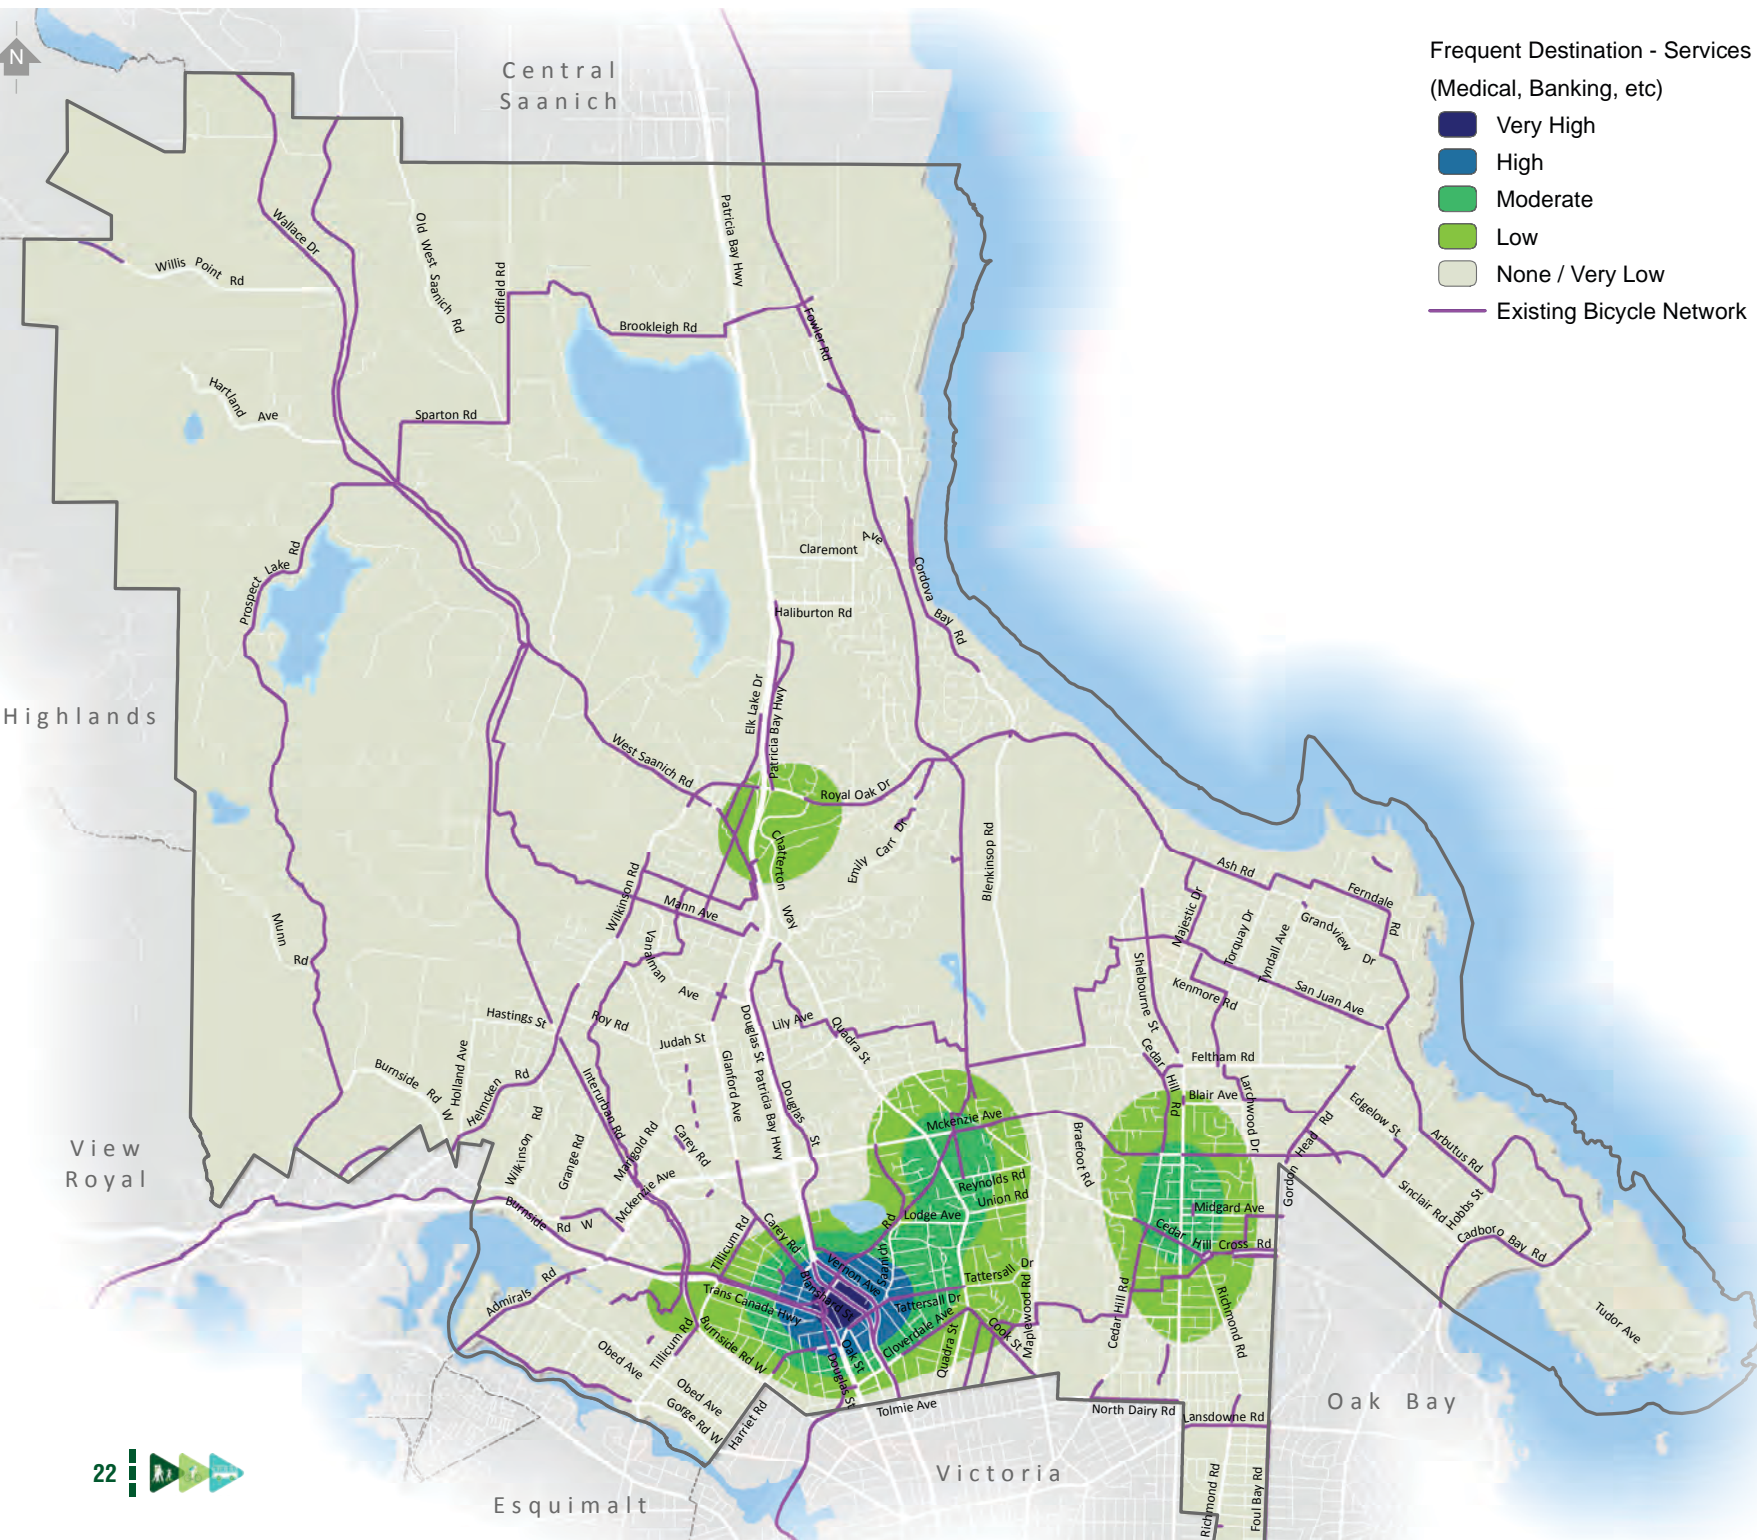 N
Central
Saanich
Frequent Destination - Services
(Medical, Banking, etc)
Very High
High
Moderate
Low
None / Very Low
Existing Bicycle Network
Patricia Bay Hwy
Wallace Dr
Old West Saanich Rd
Willis Point Rd
Oldfield Rd
Brookleigh Rd
Fowler Rd
Hartland Ave
Sparton Rd
Claremont Ave
Prospect Lake Rd
Cordova Bay Rd
Haliburton Rd
Elk Lake Dr
Patricia Bay Hwy
Highlands
West Saanich Rd
Royal Oak Dr
Chatterton Way
Emily Carr Dr
Blenkinsop Rd
Ash Rd
Ferndale Rd
Wilkinson Rd
Mann Ave
Majestic Dr
Torquay Dr
Tyndall Ave
Grandview Dr
Munn Rd
Vanalman Ave
Shelbourne St
Kenmore Rd
San Juan Ave
Hastings St
Roy Rd
Judah St
Douglas St
Lily Ave
Quadra St
Cedar Hill Rd
Feltham Rd
Burnside Rd W
Holland Ave
Helmcken Rd
Interurban Rd
Glanford Ave
Patricia Bay Hwy
Douglas St
Blair Ave
Larchwood Dr
Edgelow St
Arbutus Rd
View
Royal
Wilkinson Rd
Grange Rd
Marigold Rd
Carey Rd
Mckenzie Ave
Mckenzie Ave
Braefoot Rd
Gordon Head Rd
Reynolds Rd
Union Rd
Lodge Ave
Midgard Ave
Sinclair Rd
Hobbs St
Cadboro Bay Rd
Burnside Rd W
Tillicum Rd
Carey Rd
Saanich Rd
Cedar Hill Cross Rd
Vernon Ave
Blanshard St
Tattersall Dr
Tattersall Dr
Admirals Rd
Trans Canada Hwy
Cloverdale Ave
Maplewood Rd
Cedar Hill Rd
Richmond Rd
Tudor Ave
Burnside Rd W
Tillicum Rd
Obed Ave
Oak St
Quadra St
Cook St
Obed Ave
Gorge Rd W
Harriet Rd
Douglas St
Tolmie Ave
North Dairy Rd
Lansdowne Rd
Oak Bay
Victoria
Esquimalt
Richmond Rd
Foul Bay Rd
22